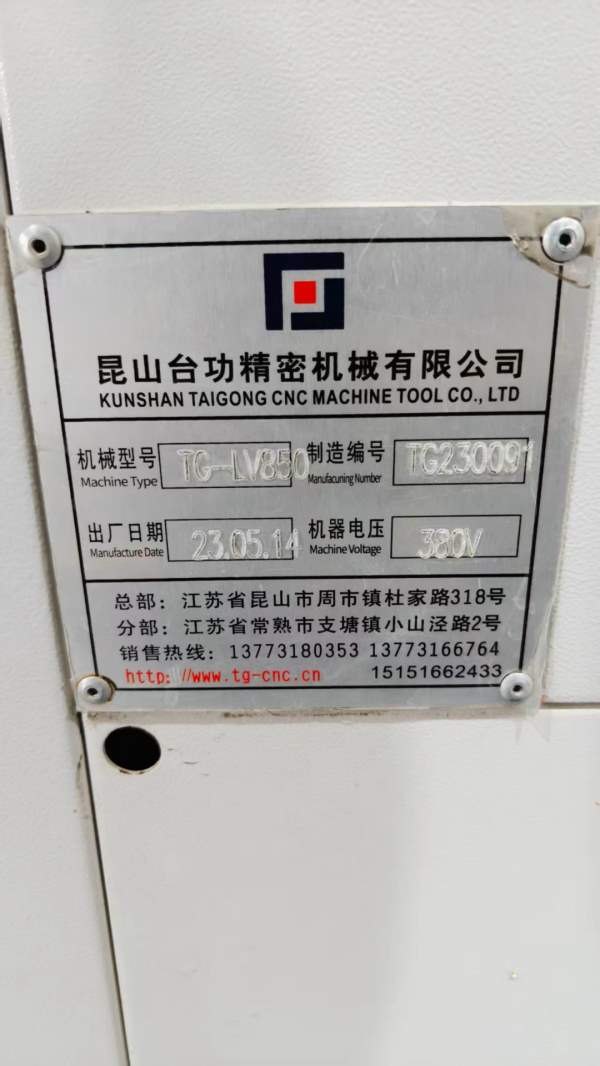 昆山台功精密机械有限公司
KUNSHAN TAIGONG CNC MACHINE TOOL CO., LTD
机械型号 TG-LV850 制造编号 TG230091
Machine Type Manufacuning Number
出厂日期 23.05.14 机器电压 380V
Manufacture Date Machine Voltage
总部：江苏省昆山市周市镇杜家路318号
分部：江苏省常熟市支塘镇小山泾路2号
销售热线：13773180353 13773166764
http://www.tg-cnc.cn 15151662433